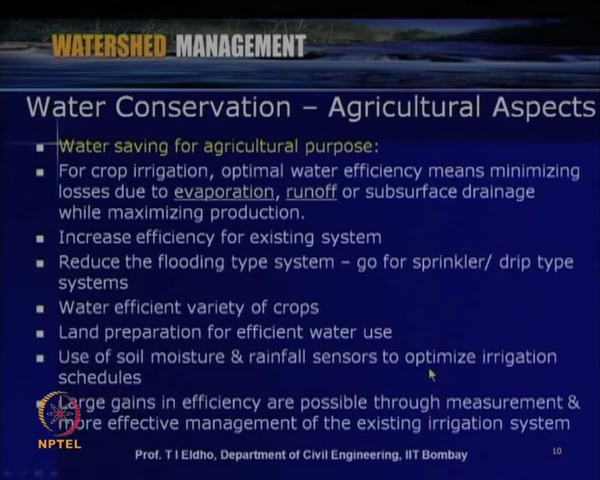 WATERSHED MANAGEMENT
Water Conservation – Agricultural Aspects
Water saving for agricultural purpose:
For crop irrigation, optimal water efficiency means minimizing
losses due to evaporation, runoff or subsurface drainage
while maximizing production.
Increase efficiency for existing system
Reduce the flooding type system – go for sprinkler/ drip type
systems
Water efficient variety of crops
Land preparation for efficient water use
Use of soil moisture & rainfall sensors to optimize irrigation
schedules
Large gains in efficiency are possible through measurement &
more effective management of the existing irrigation system
NPTEL
Prof. T I Eldho, Department of Civil Engineering, IIT Bombay
10